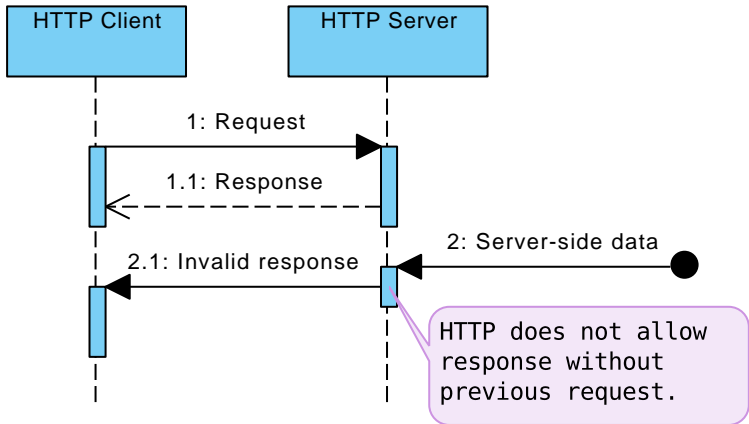 HTTP Client
HTTP Server
1: Request
1.1: Response
2: Server-side data
2.1: Invalid response
HTTP does not allow
response without
previous request.